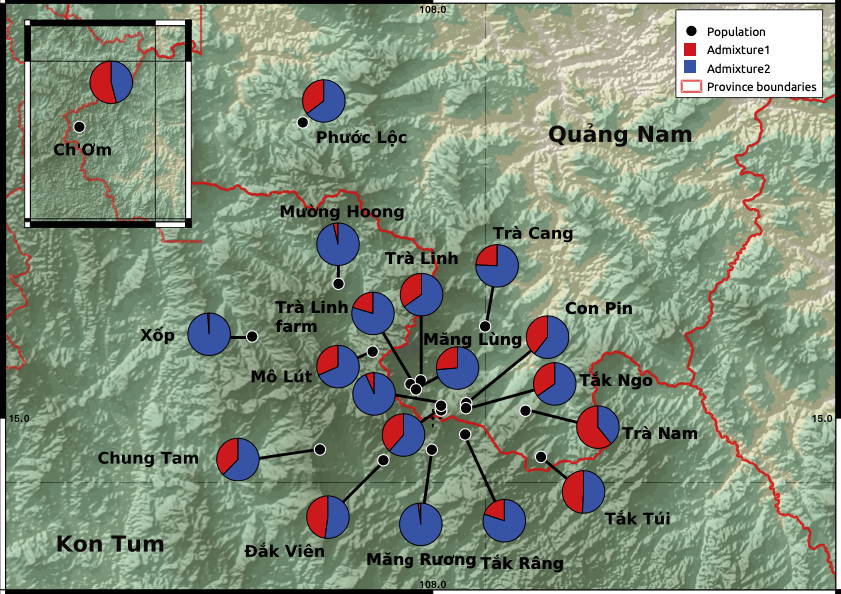 108.0
Population
Admixture1
Admixture2
Province boundaries
Ch'Ơm
Phước Lộc
Quảng Nam
Mường Hoong
Trà Cang
Trà Linh
Trà Linh
farm
Con Pin
Xốp
Măng Lùng
Mô Lút
Tắk Ngo
15.0
15.0
Trà Nam
Chung Tam
Tắk Túi
Kon Tum
Đắk Viên
Măng Rương
Tắk Râng
108.0